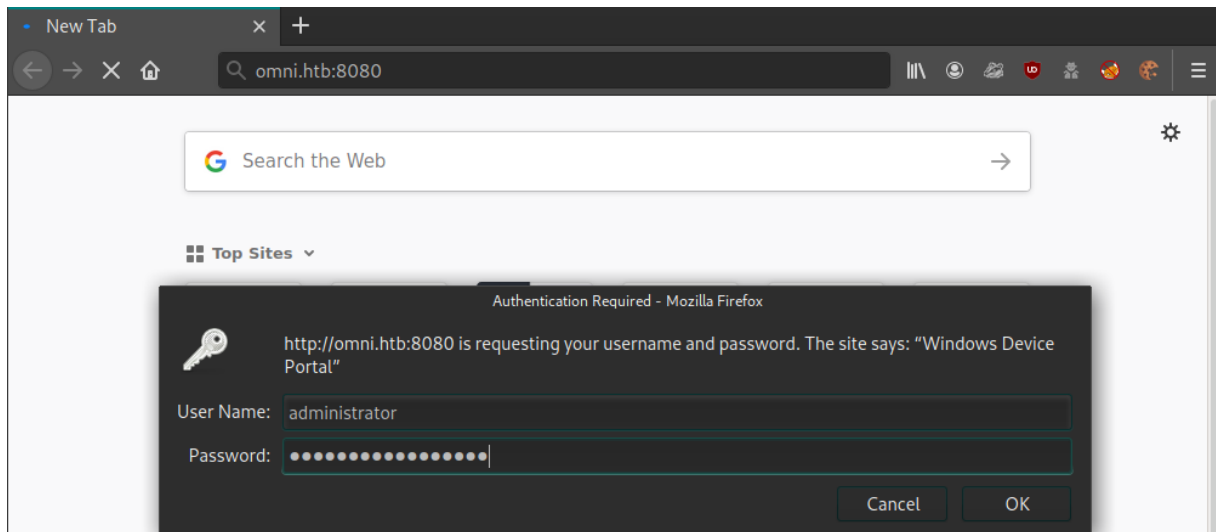 New Tab
omni.htb:8080
Search the Web
Top Sites
Authentication Required - Mozilla Firefox
http://omni.htb:8080 is requesting your username and password. The site says: “Windows Device
Portal”
User Name: administrator
Password: ●●●●●●●●●●●●●●●●●
Cancel OK